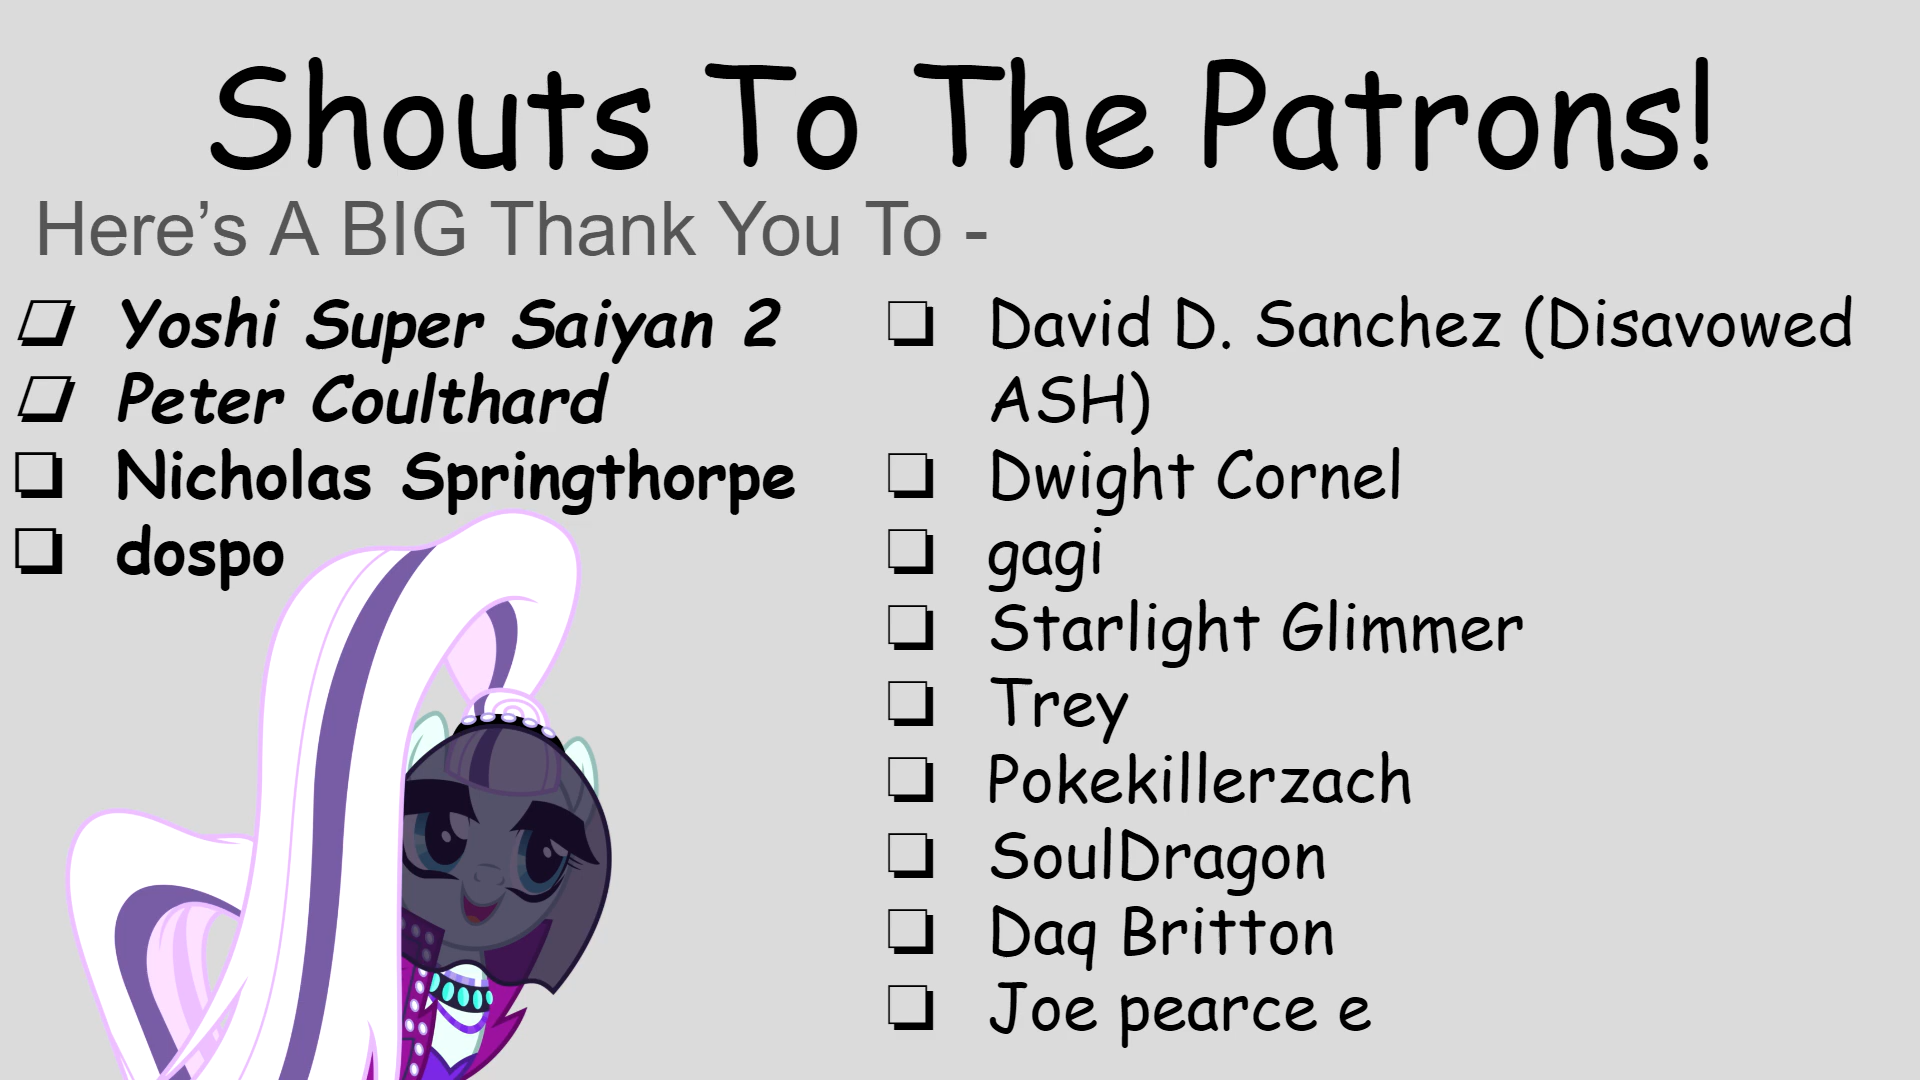 Shouts To The Patrons!
Here’s A BIG Thank You To -
❏ Yoshi Super Saiyan 2
❏ Peter Coulthard
❏ Nicholas Springthorpe
❏ dospo
❏ David D. Sanchez (Disavowed
ASH)
❏ Dwight Cornel
❏ gagi
❏ Starlight Glimmer
❏ Trey
❏ Pokekillerzach
❏ SoulDragon
❏ Daq Britton
❏ Joe pearce e